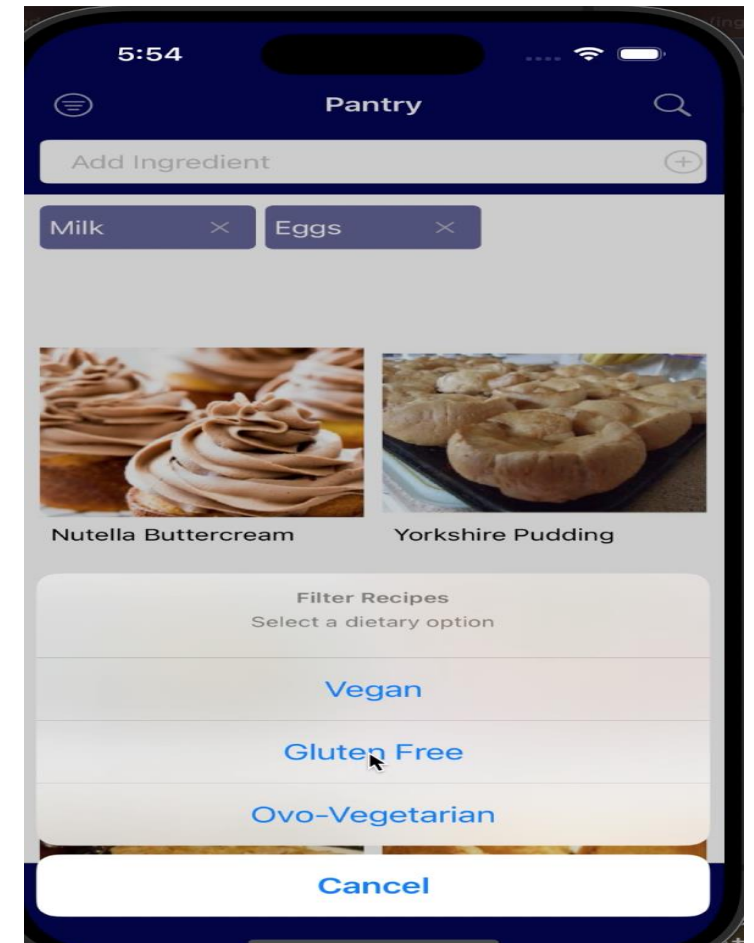 5:54
Pantry
Add Ingredient
Milk
Eggs
Nutella Buttercream
Yorkshire Pudding
Filter Recipes
Select a dietary option
Vegan
Gluten Free
Ovo-Vegetarian
Cancel